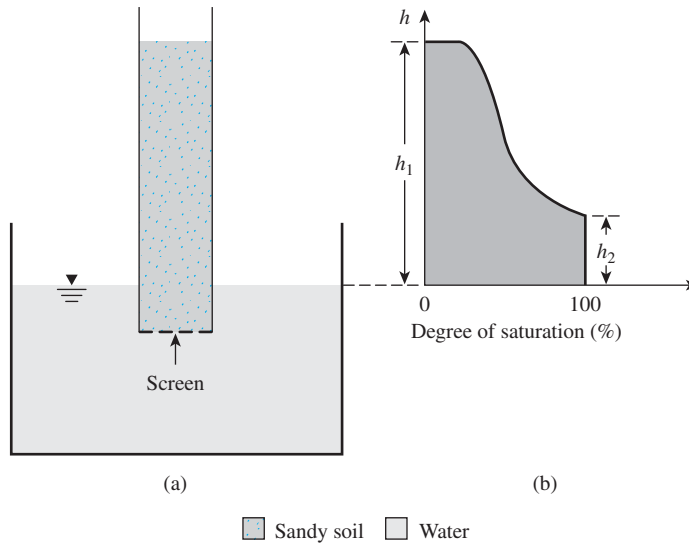 Screen
(a)
h
h1
h2
0 100
Degree of saturation (%)
(b)
Sandy soil Water